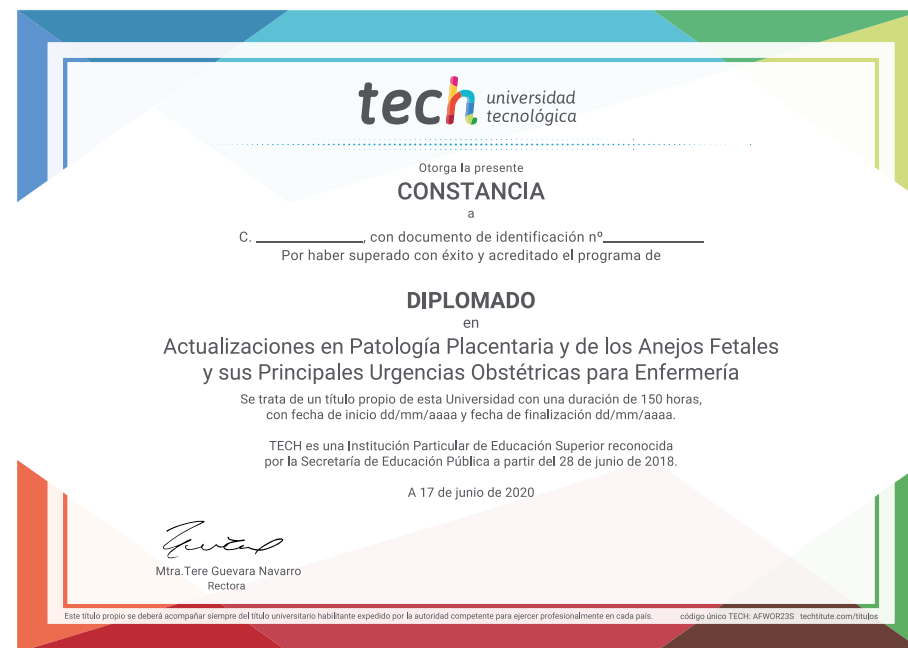 tech universidad
tecnológica
Otorga la presente
CONSTANCIA
a
C. ____________, con documento de identificación nº____________
Por haber superado con éxito y acreditado el programa de
DIPLOMADO
en
Actualizaciones en Patología Placentaria y de los Anejos Fetales
y sus Principales Urgencias Obstétricas para Enfermería
Se trata de un título propio de esta Universidad con una duración de 150 horas,
con fecha de inicio dd/mm/aaaa y fecha de finalización dd/mm/aaaa.
TECH es una Institución Particular de Educación Superior reconocida
por la Secretaría de Educación Pública a partir del 28 de junio de 2018.
A 17 de junio de 2020
Mtra.Tere Guevara Navarro
Rectora
Este título propio se deberá acompañar siempre del título universitario habilitante expedido por la autoridad competente para ejercer profesionalmente en cada país. código único TECH: AFWOR23S techtitute.com/titulos